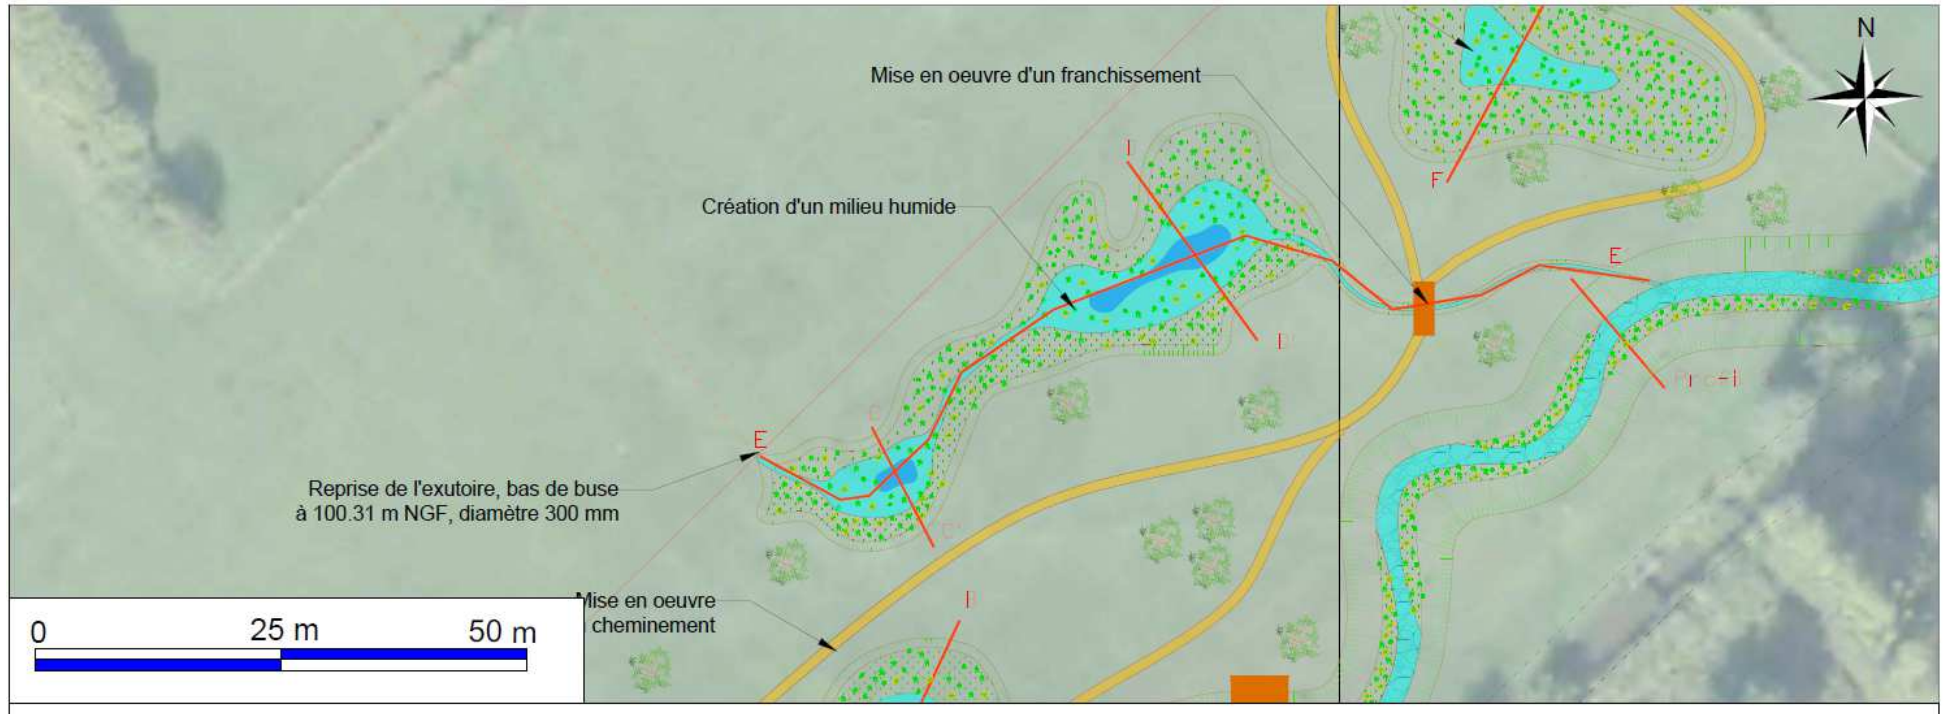 N
Mise en oeuvre d'un franchissement
I
F
Création d'un milieu humide
E
I'
C
E
Reprise de l'exutoire, bas de buse
à 100.31 m NGF, diamètre 300 mm
C'
Mise en oeuvre
cheminement
0 25 m 50 m